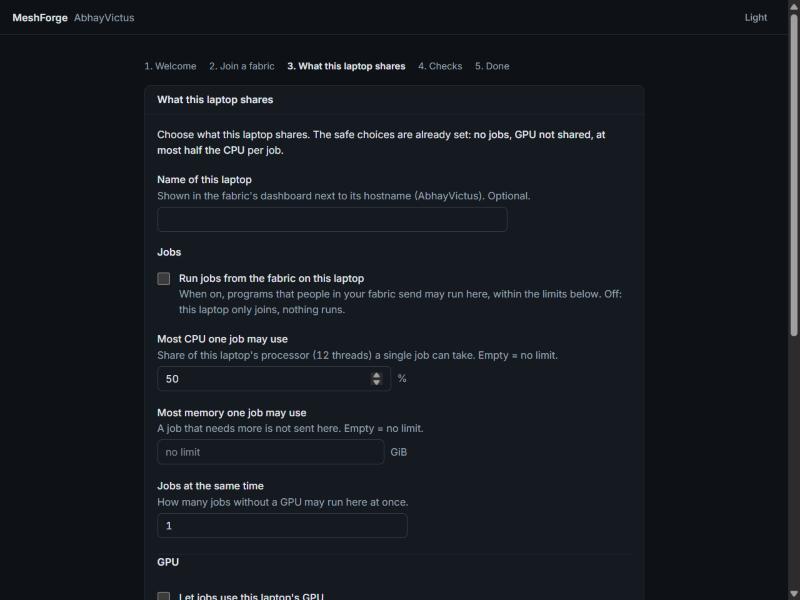 MeshForge AbhayVictus
Light
1. Welcome 2. Join a fabric 3. What this laptop shares 4. Checks 5. Done
What this laptop shares
Choose what this laptop shares. The safe choices are already set: no jobs, GPU not shared, at
most half the CPU per job.
Name of this laptop
Shown in the fabric's dashboard next to its hostname (AbhayVictus). Optional.
Jobs
Run jobs from the fabric on this laptop
When on, programs that people in your fabric send may run here, within the limits below. Off:
this laptop only joins, nothing runs.
Most CPU one job may use
Share of this laptop's processor (12 threads) a single job can take. Empty = no limit.
50 %
Most memory one job may use
A job that needs more is not sent here. Empty = no limit.
no limit GiB
Jobs at the same time
How many jobs without a GPU may run here at once.
1
GPU
Let jobs use this laptop's GPU